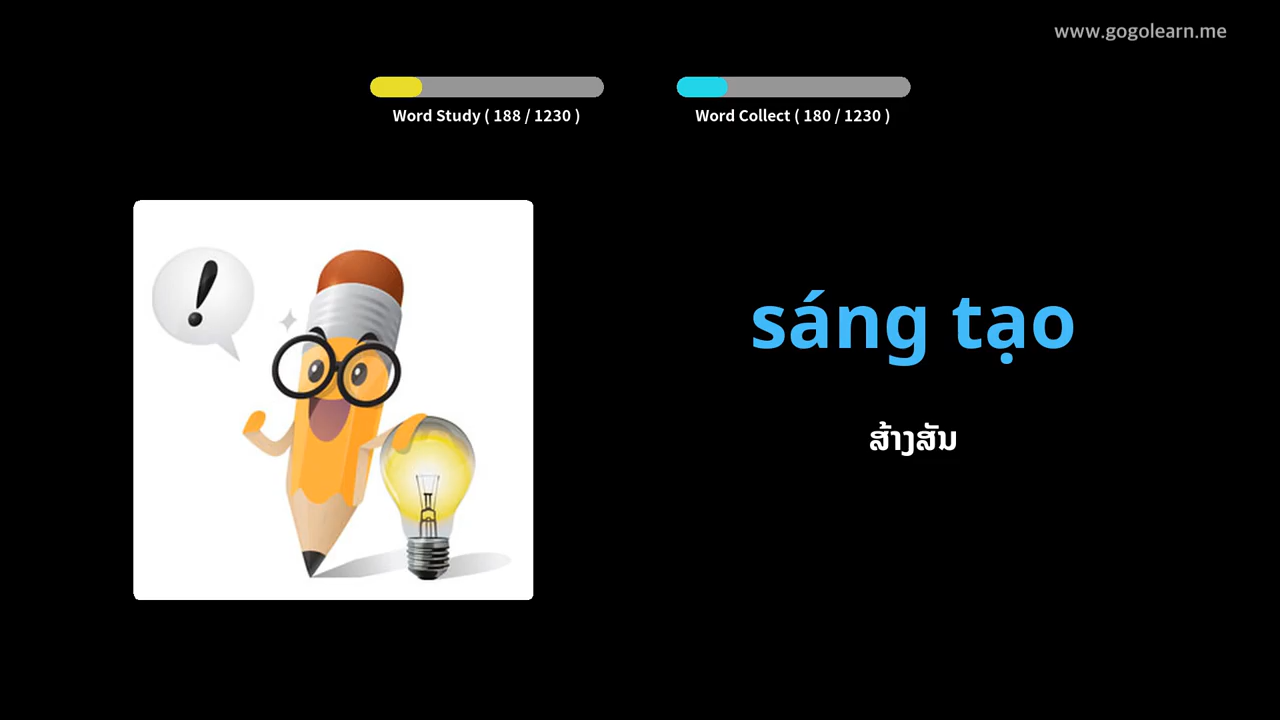 www.gogolearn.me
Word Study ( 188 / 1230 )
Word Collect ( 180 / 1230 )
!
sáng tạo
ສ້າງສັນ